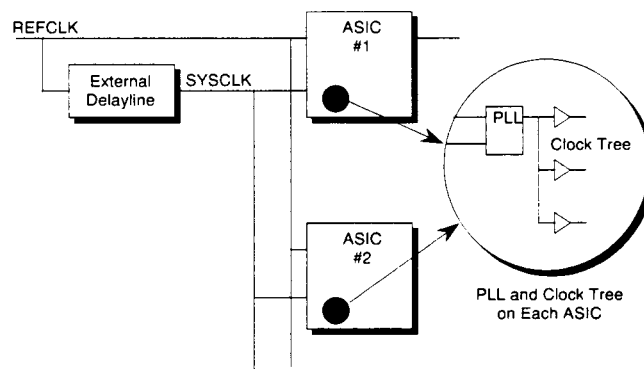 REFCLK
ASIC
#1
External
Delayline
SYSCLK
PLL
Clock Tree
ASIC
#2
PLL and Clock Tree
on Each ASIC